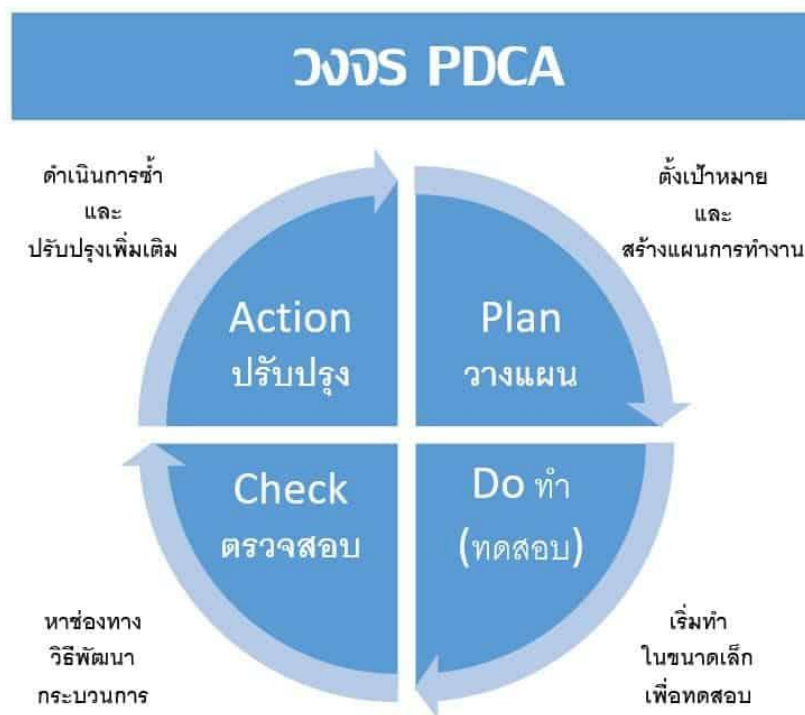 วงจร PDCA
ดำเนินการซ้ำ
และ
ปรับปรุงเพิ่มเติม
ตั้งเป้าหมาย
และ
สร้างแผนการทำงาน
Action
ปรับปรุง
Plan
วางแผน
Check
ตรวจสอบ
Do ทำ
(ทดสอบ)
หาช่องทาง
วิธีพัฒนา
กระบวนการ
เริ่มทำ
ในขนาดเล็ก
เพื่อทดสอบ